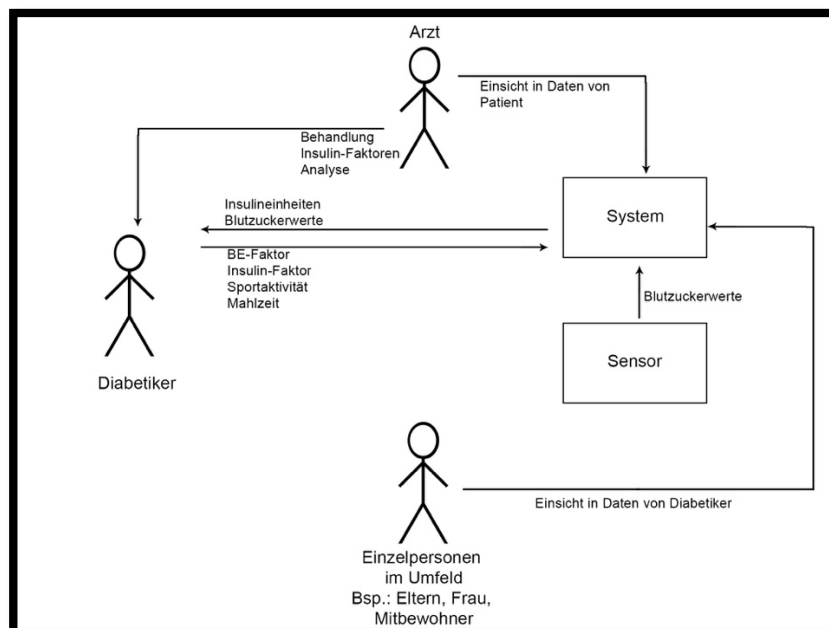 Arzt
Einsicht in Daten von
Patient
Behandlung
Insulin-Faktoren
Analyse
Insulineinheiten
Blutzuckerwerte
System
BE-Faktor
Insulin-Faktor
Sportaktivität
Mahlzeit
Blutzuckerwerte
Sensor
Diabetiker
Einsicht in Daten von Diabetiker
Einzelpersonen
im Umfeld
Bsp.: Eltern, Frau,
Mitbewohner